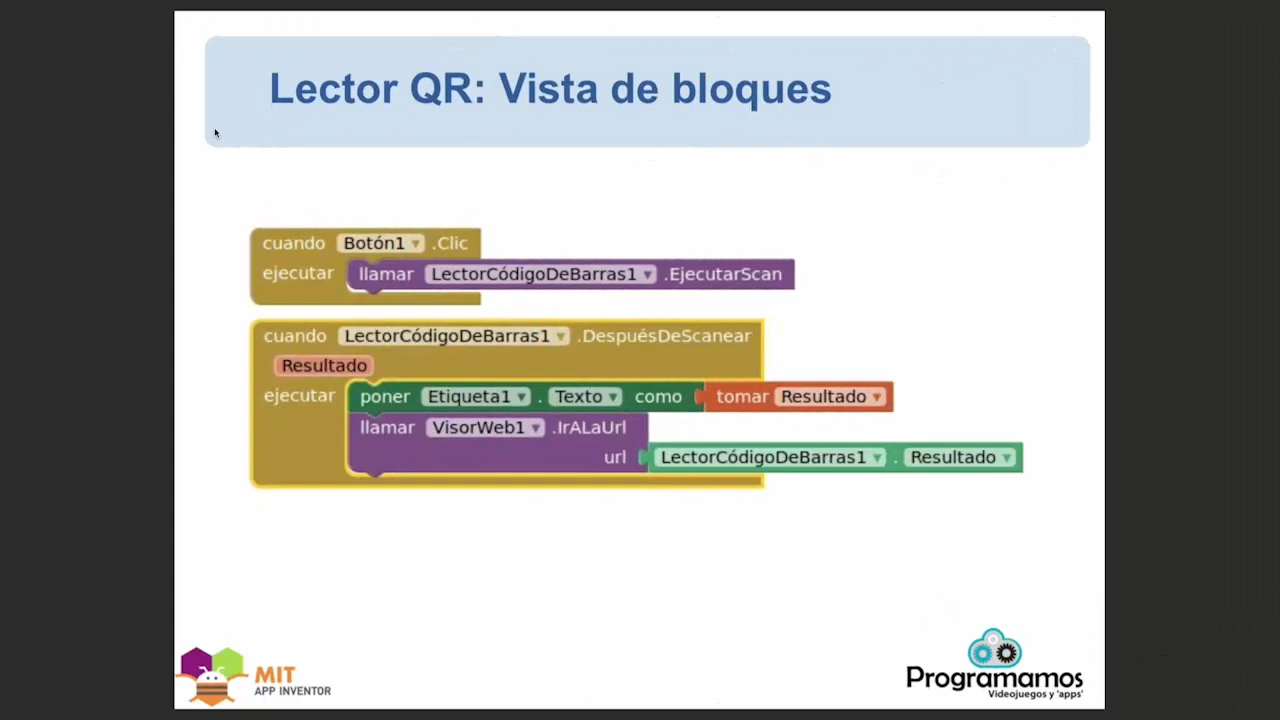 Lector QR: Vista de bloques
cuando Botón1 .Clic
ejecutar llamar LectorCódigoDeBarras1 .EjecutarScan
cuando LectorCódigoDeBarras1 .DespuésDeScanear
Resultado
ejecutar poner Etiqueta1 . Texto como tomar Resultado
llamar VisorWeb1 .IrALaUrl
url LectorCódigoDeBarras1 . Resultado
MIT
APP INVENTOR
Programamos
Videojuegos y 'apps'